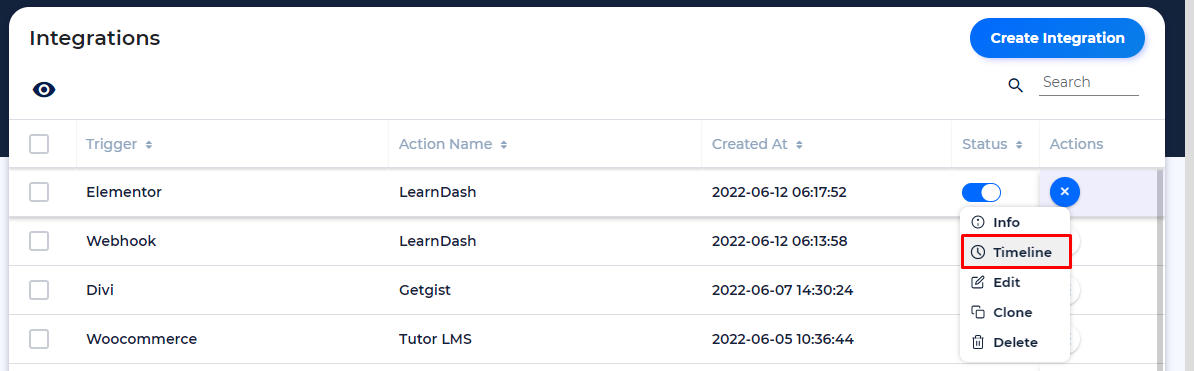 Integrations
Create Integration
Search
Trigger Action Name Created At Status Actions
Elementor LearnDash 2022-06-12 06:17:52
Info
Webhook LearnDash 2022-06-12 06:13:58
Timeline
Edit
Divi Getgist 2022-06-07 14:30:24
Clone
Woocommerce Tutor LMS 2022-06-05 10:36:44
Delete